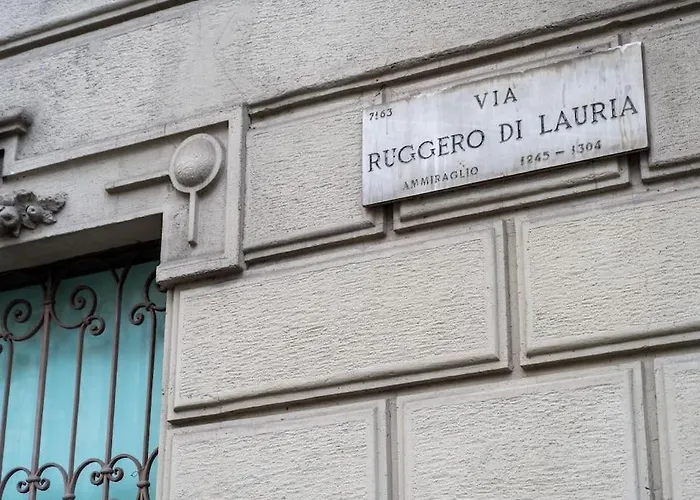 7163
VIA
RUGGERO DI LAURIA
AMMIRAGLIO 1245 – 1304